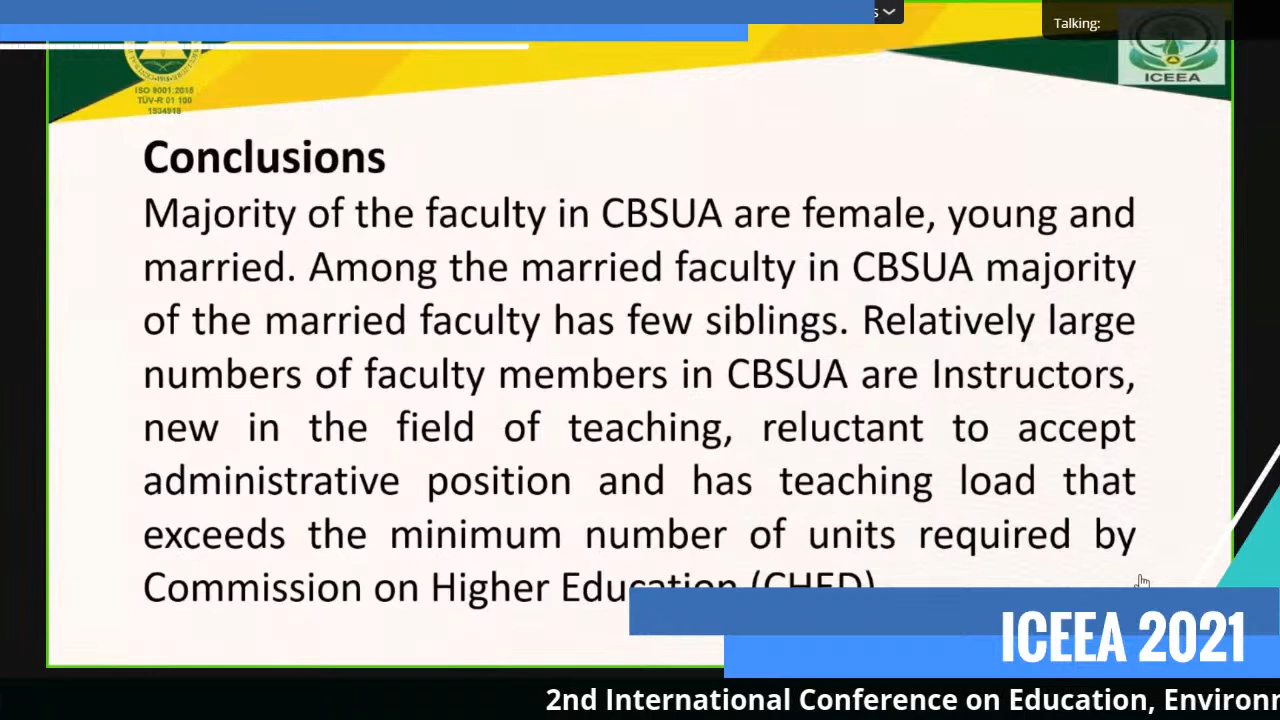 Talking:
ISO 9001:2015
TÜV-R 01 100
1934918
ICEEA
Conclusions
Majority of the faculty in CBSUA are female, young and
married. Among the married faculty in CBSUA majority
of the married faculty has few siblings. Relatively large
numbers of faculty members in CBSUA are Instructors,
new in the field of teaching, reluctant to accept
administrative position and has teaching load that
exceeds the minimum number of units required by
Commission on Higher Education (CHED)
ICEEA 2021
2nd International Conference on Education,